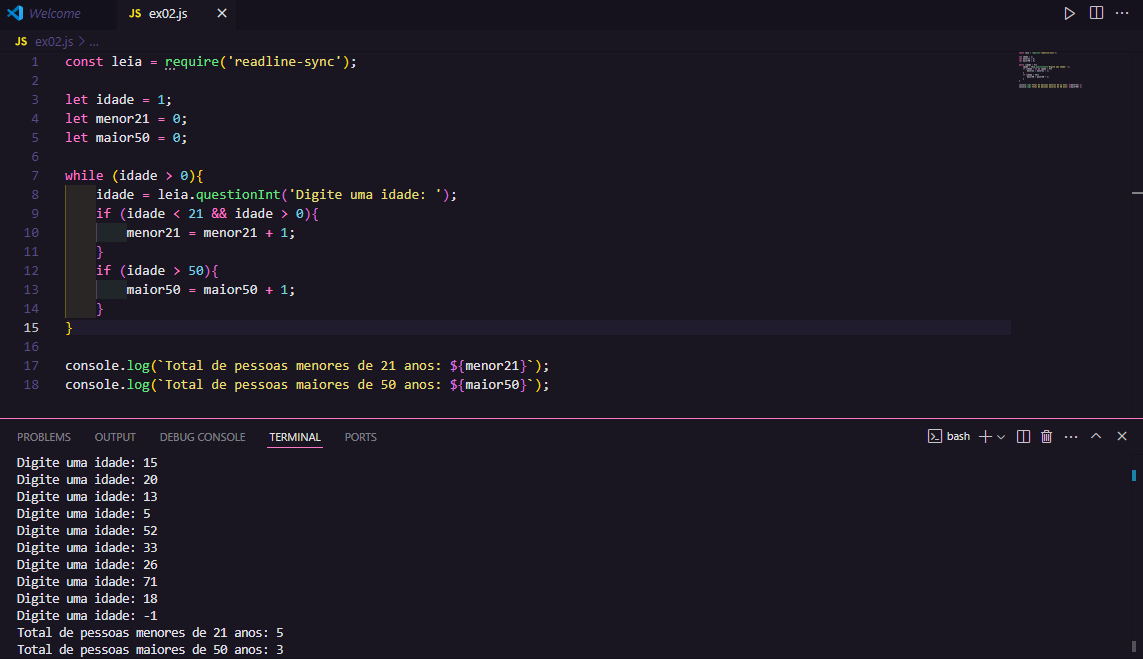 Welcome
JS ex02.js
JS ex02.js > ...
1 const leia = require('readline-sync');
2
3 let idade = 1;
4 let menor21 = 0;
5 let maior50 = 0;
6
7 while (idade > 0){
8 idade = leia.questionInt('Digite uma idade: ');
9 if (idade < 21 && idade > 0){
10 menor21 = menor21 + 1;
11 }
12 if (idade > 50){
13 maior50 = maior50 + 1;
14 }
15 }
16
17 console.log(`Total de pessoas menores de 21 anos: ${menor21}`);
18 console.log(`Total de pessoas maiores de 50 anos: ${maior50}`);
PROBLEMS OUTPUT DEBUG CONSOLE TERMINAL PORTS bash
Digite uma idade: 15
Digite uma idade: 20
Digite uma idade: 13
Digite uma idade: 5
Digite uma idade: 52
Digite uma idade: 33
Digite uma idade: 26
Digite uma idade: 71
Digite uma idade: 18
Digite uma idade: -1
Total de pessoas menores de 21 anos: 5
Total de pessoas maiores de 50 anos: 3